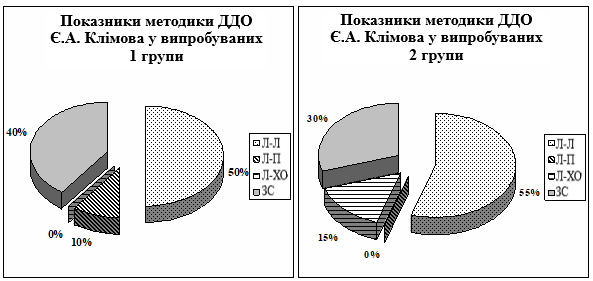 Показники методики ДДО
Є.А. Клімова у випробуваних
1 групи
40%
50%
0%
10%
Л-Л
Л-П
Л-ХО
ЗС
Показники методики ДДО
Є.А. Клімова у випробуваних
2 групи
30%
55%
15%
0%
Л-Л
Л-П
Л-ХО
ЗС